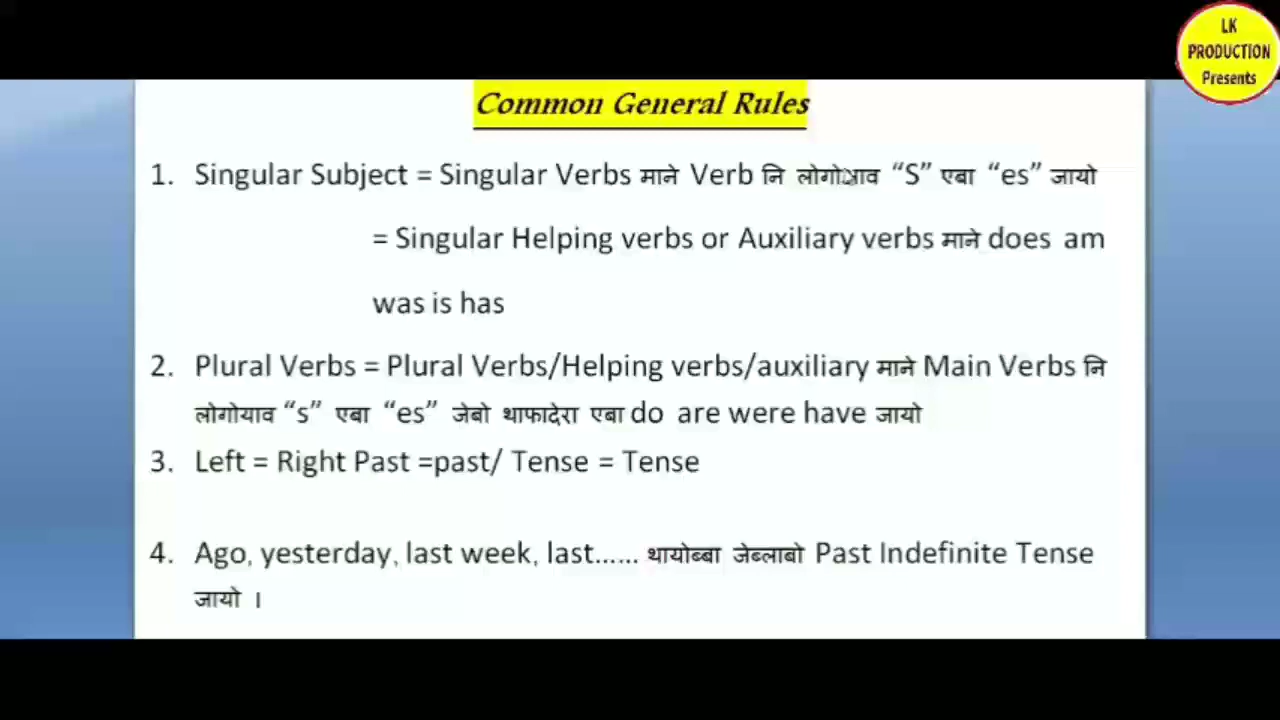 LK
PRODUCTION
Presents
Common General Rules
1. Singular Subject = Singular Verbs माने Verb नि लोगोआव “S” एबा “es” जायो
= Singular Helping verbs or Auxiliary verbs माने does am
was is has
2. Plural Verbs = Plural Verbs/Helping verbs/auxiliary माने Main Verbs नि
लोगोयाव “s” एबा “es” जेबो थाफादेरा एबा do are were have जायो
3. Left = Right Past =past/ Tense = Tense
4. Ago, yesterday, last week, last...... थायोब्बा जेब्लाबो Past Indefinite Tense
जायो ।